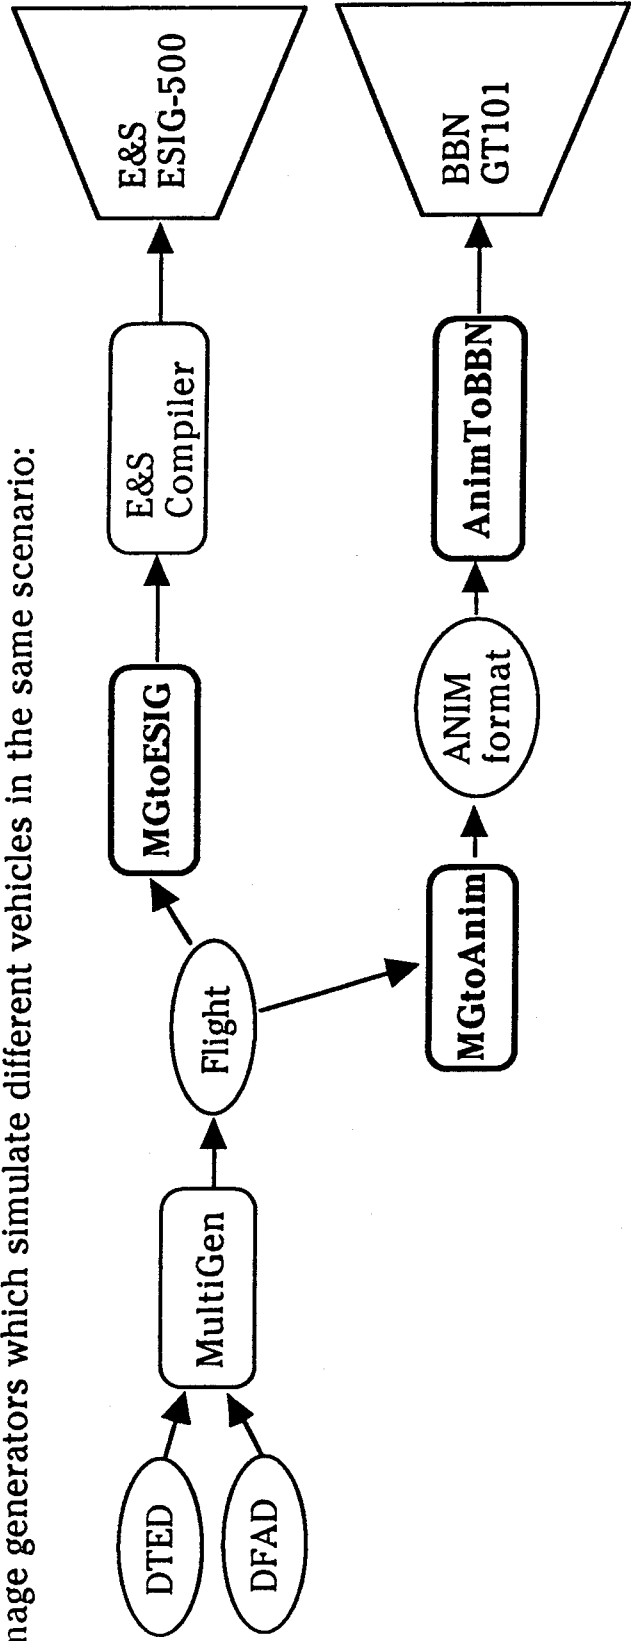 nage generators which simulate different vehicles in the same scenario:
DTED
DFAD
MultiGen
Flight
MGtoESIG
E&S
Compiler
E&S
ESIG-500
MGtoAnim
ANIM
format
AnimToBBN
BBN
GT101